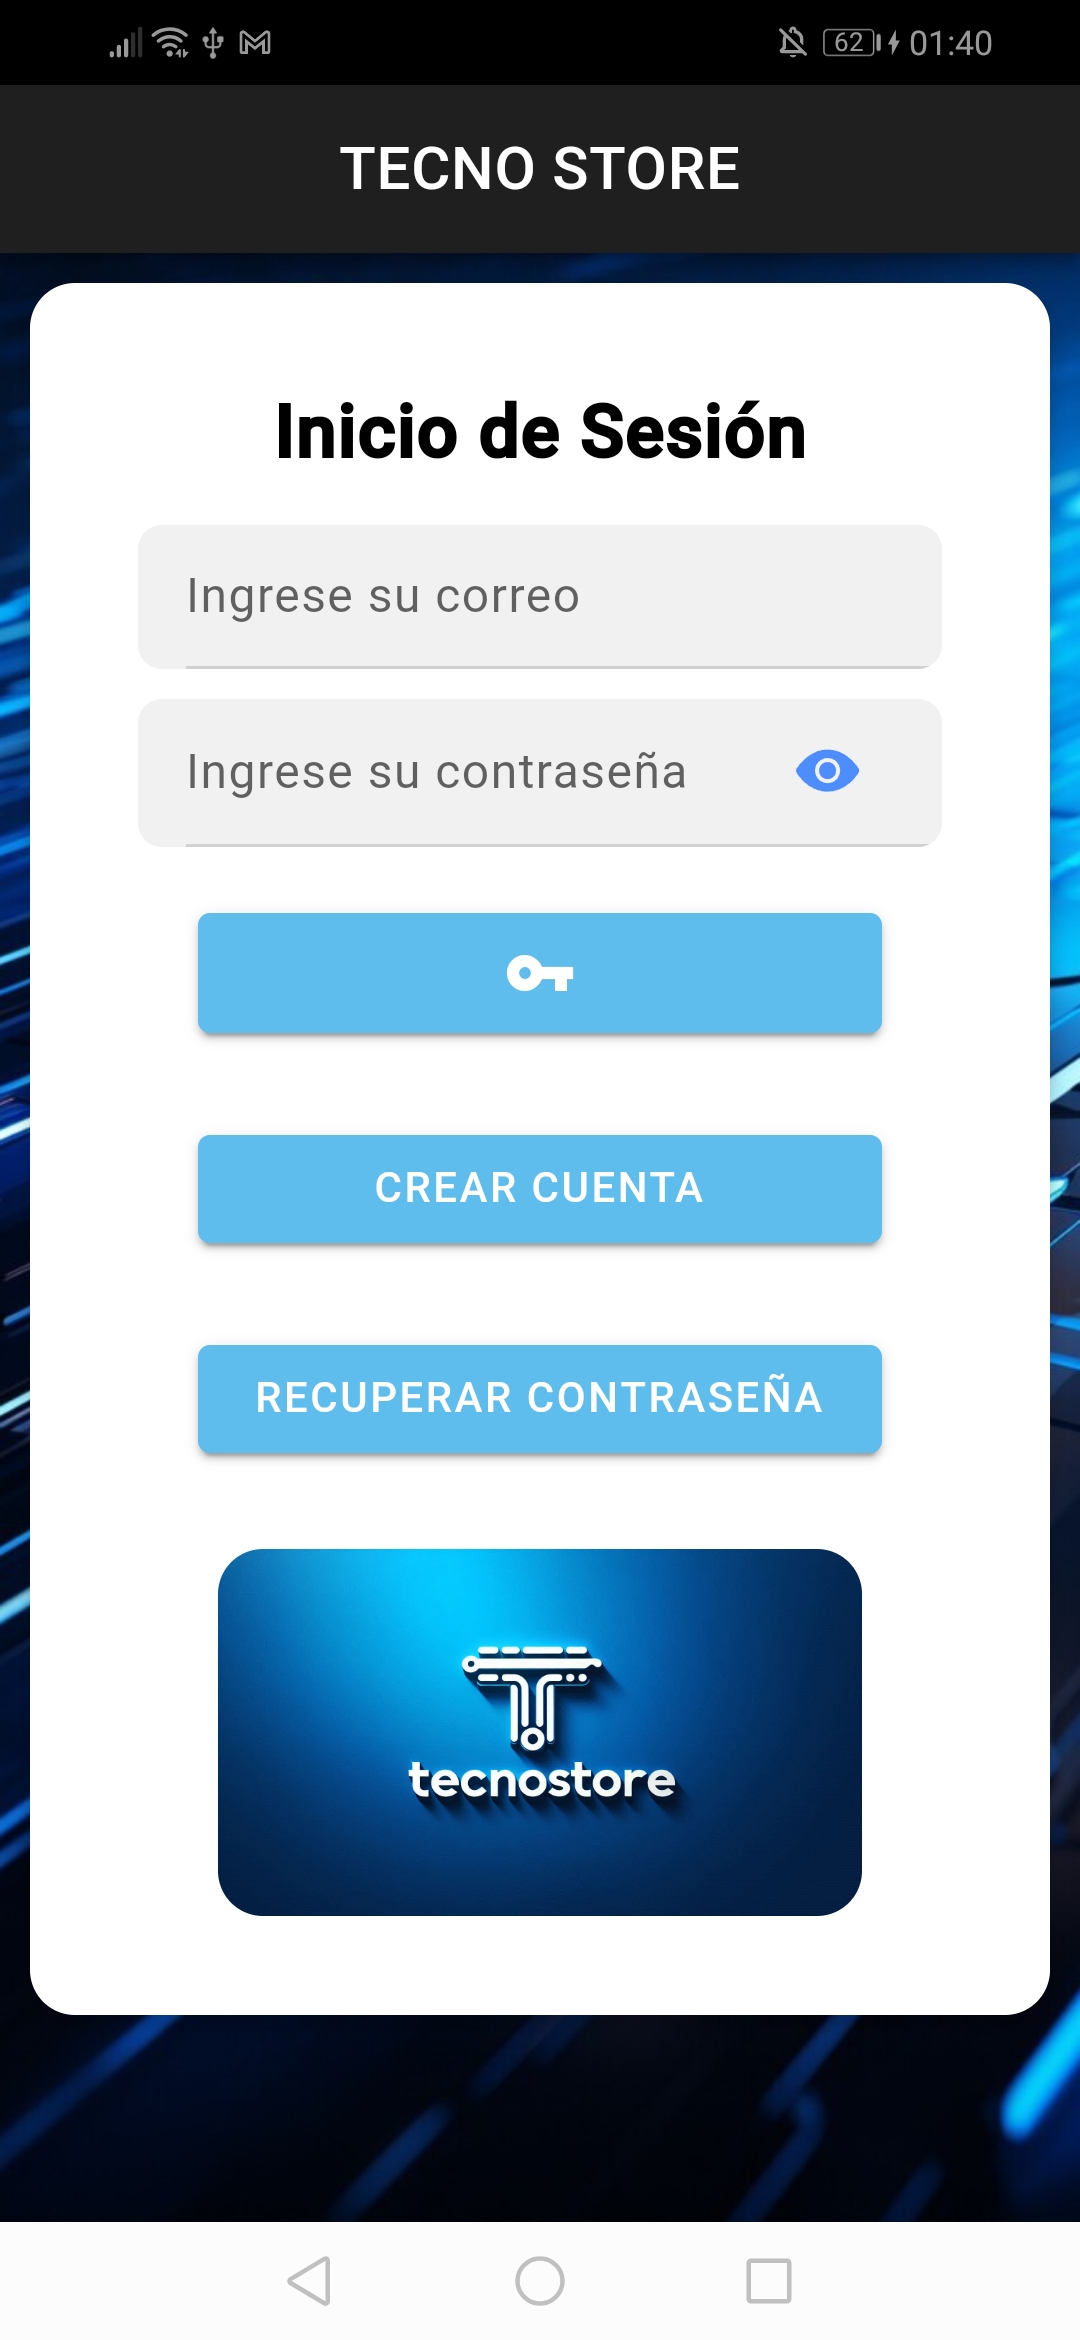 62 01:40
TECNO STORE
Inicio de Sesión
Ingrese su correo
Ingrese su contraseña
CREAR CUENTA
RECUPERAR CONTRASEÑA
tecnostore